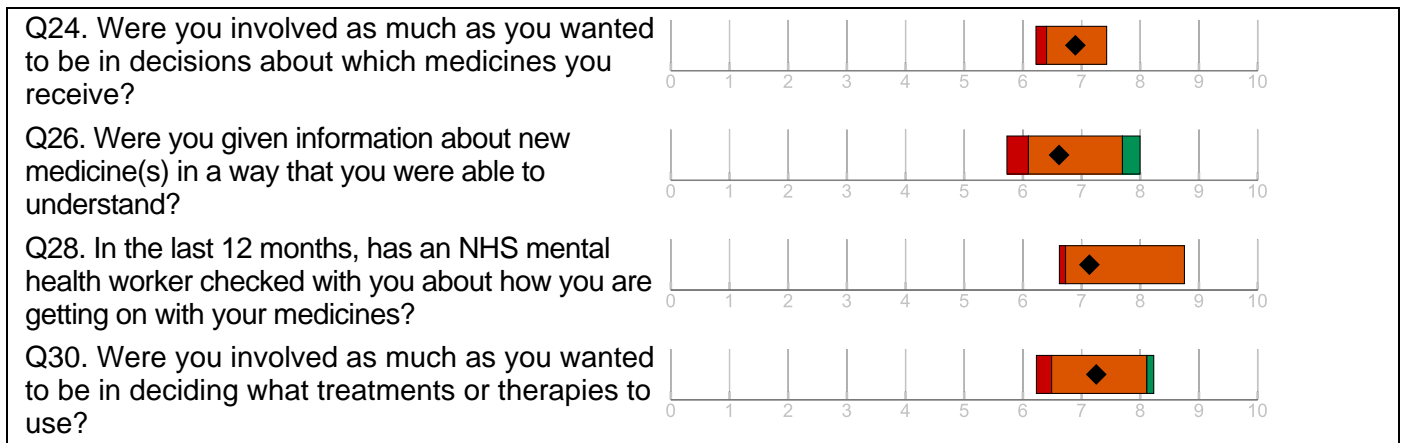 Q24. Were you involved as much as you wanted
to be in decisions about which medicines you
receive?
0 1 2 3 4 5 6 7 8 9 10
Q26. Were you given information about new
medicine(s) in a way that you were able to
understand?
0 1 2 3 4 5 6 7 8 9 10
Q28. In the last 12 months, has an NHS mental
health worker checked with you about how you are
getting on with your medicines?
0 1 2 3 4 5 6 7 8 9 10
Q30. Were you involved as much as you wanted
to be in deciding what treatments or therapies to
use?
0 1 2 3 4 5 6 7 8 9 10